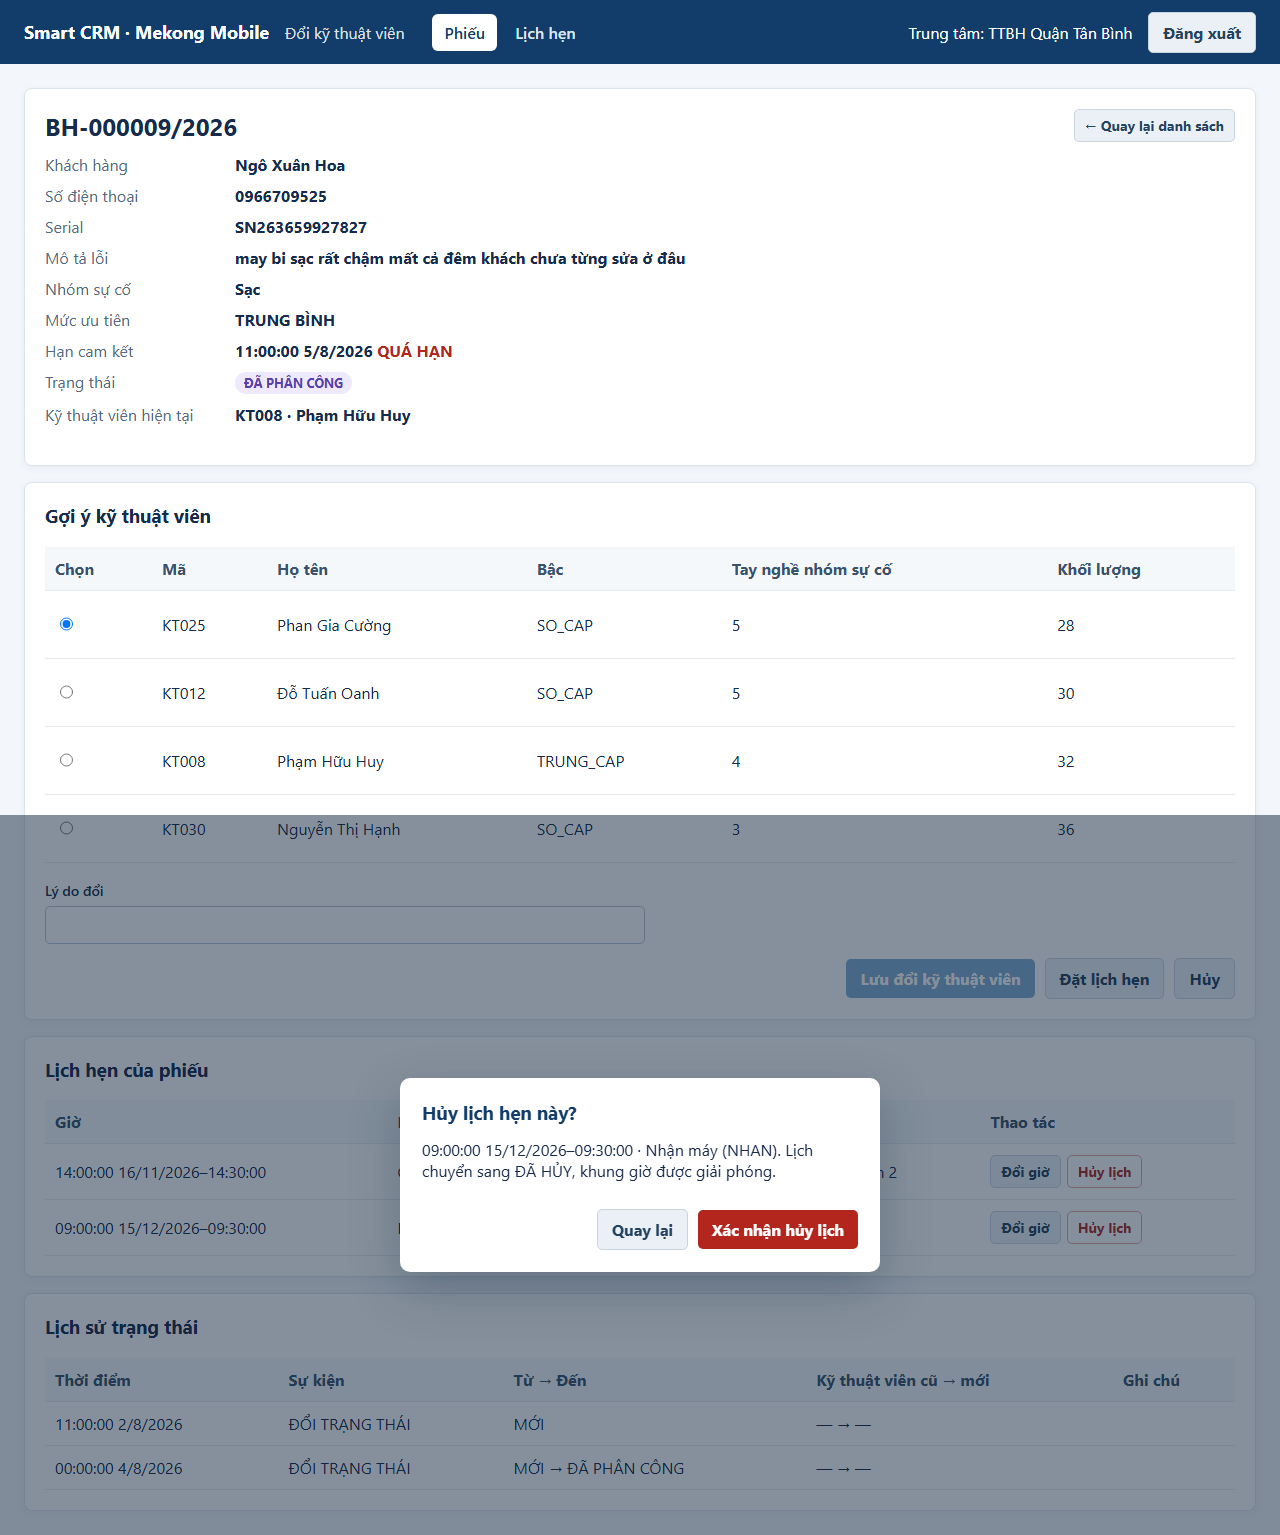 Smart CRM · Mekong Mobile Đổi kỹ thuật viên Phiếu Lịch hẹn Trung tâm: TTBH Quận Tân Bình Đăng xuất
BH-000009/2026 ← Quay lại danh sách
Khách hàng Ngô Xuân Hoa
Số điện thoại 0966709525
Serial SN263659927827
Mô tả lỗi may bi sạc rất chậm mất cả đêm khách chưa từng sửa ở đâu
Nhóm sự cố Sạc
Mức ưu tiên TRUNG BÌNH
Hạn cam kết 11:00:00 5/8/2026 QUÁ HẠN
Trạng thái ĐÃ PHÂN CÔNG
Kỹ thuật viên hiện tại KT008 · Phạm Hữu Huy
Gợi ý kỹ thuật viên
Chọn Mã Họ tên Bậc Tay nghề nhóm sự cố Khối lượng
KT025 Phan Gia Cường SO_CAP 5 28
KT012 Đỗ Tuấn Oanh SO_CAP 5 30
KT008 Phạm Hữu Huy TRUNG_CAP 4 32
KT030 Nguyễn Thị Hạnh SO_CAP 3 36
Lý do đổi
Lưu đổi kỹ thuật viên Đặt lịch hẹn Hủy
Lịch hẹn của phiếu
Giờ Thao tác
14:00:00 16/11/2026–14:30:00 2 Đổi giờ Hủy lịch
09:00:00 15/12/2026–09:30:00 Đổi giờ Hủy lịch
Hủy lịch hẹn này?
09:00:00 15/12/2026–09:30:00 · Nhận máy (NHAN). Lịch
chuyển sang ĐÃ HỦY, khung giờ được giải phóng.
Quay lại Xác nhận hủy lịch
Lịch sử trạng thái
Thời điểm Sự kiện Từ → Đến Kỹ thuật viên cũ → mới Ghi chú
11:00:00 2/8/2026 ĐỔI TRẠNG THÁI MỚI — → —
00:00:00 4/8/2026 ĐỔI TRẠNG THÁI MỚI → ĐÃ PHÂN CÔNG — → —